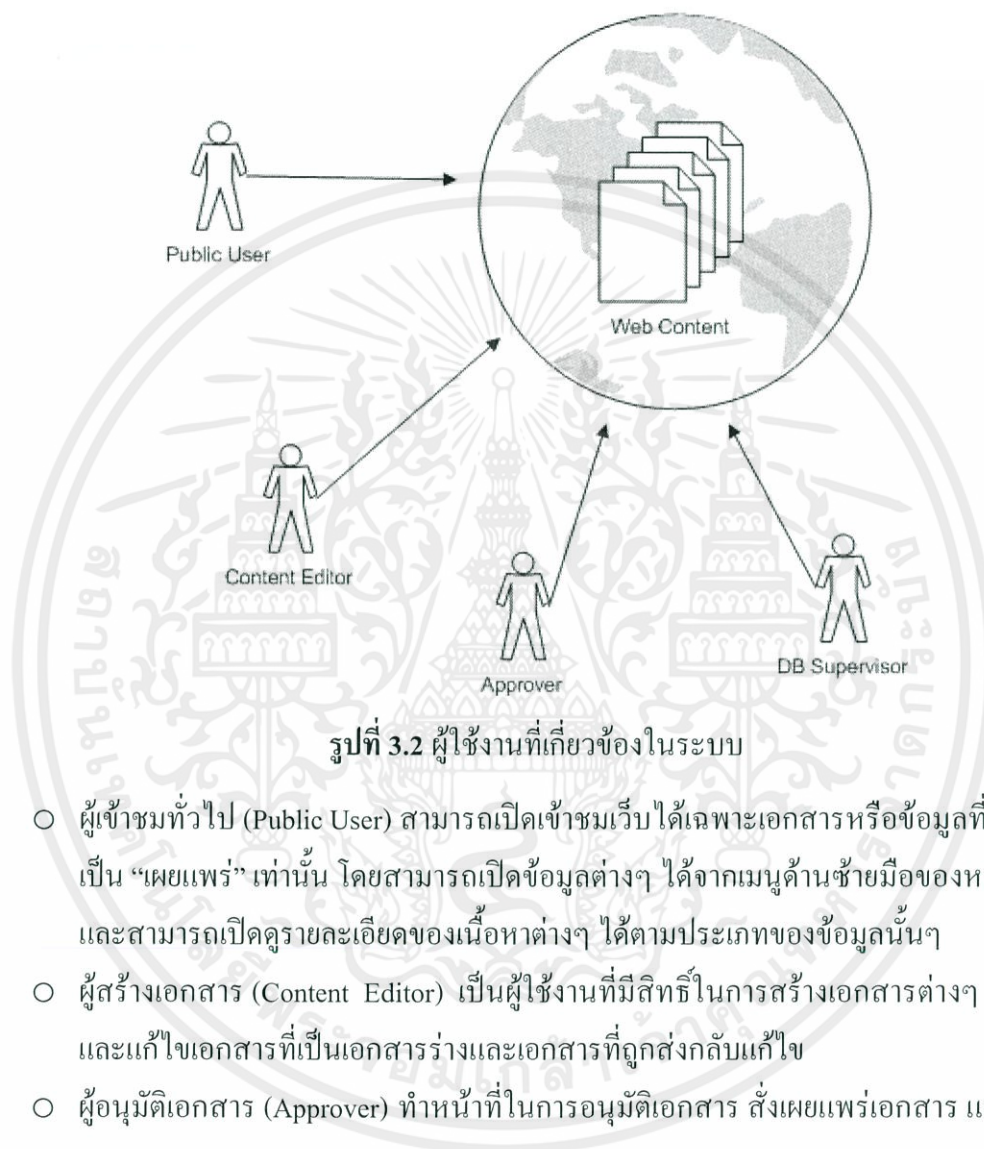 Public User
Web Content
Content Editor
Approver
DB Supervisor
รูปที่ 3.2 ผู้ใช้งานที่เกี่ยวข้องในระบบ
○ ผู้เข้าชมทั่วไป (Public User) สามารถเปิดเข้าชมเว็บได้เฉพาะเอกสารหรือข้อมูลที่
เป็น “เผยแพร่” เท่านั้น โดยสามารถเปิดข้อมูลต่างๆ ได้จากเมนูด้านซ้ายมือของห
และสามารถเปิดดูรายละเอียดของเนื้อหาต่างๆ ได้ตามประเภทของข้อมูลนั้นๆ
○ ผู้สร้างเอกสาร (Content Editor) เป็นผู้ใช้งานที่มีสิทธิ์ในการสร้างเอกสารต่างๆ
และแก้ไขเอกสารที่เป็นเอกสารร่างและเอกสารที่ถูกส่งกลับแก้ไข
○ ผู้อนุมัติเอกสาร (Approver) ทำหน้าที่ในการอนุมัติเอกสาร สั่งเผยแพร่เอกสาร แ